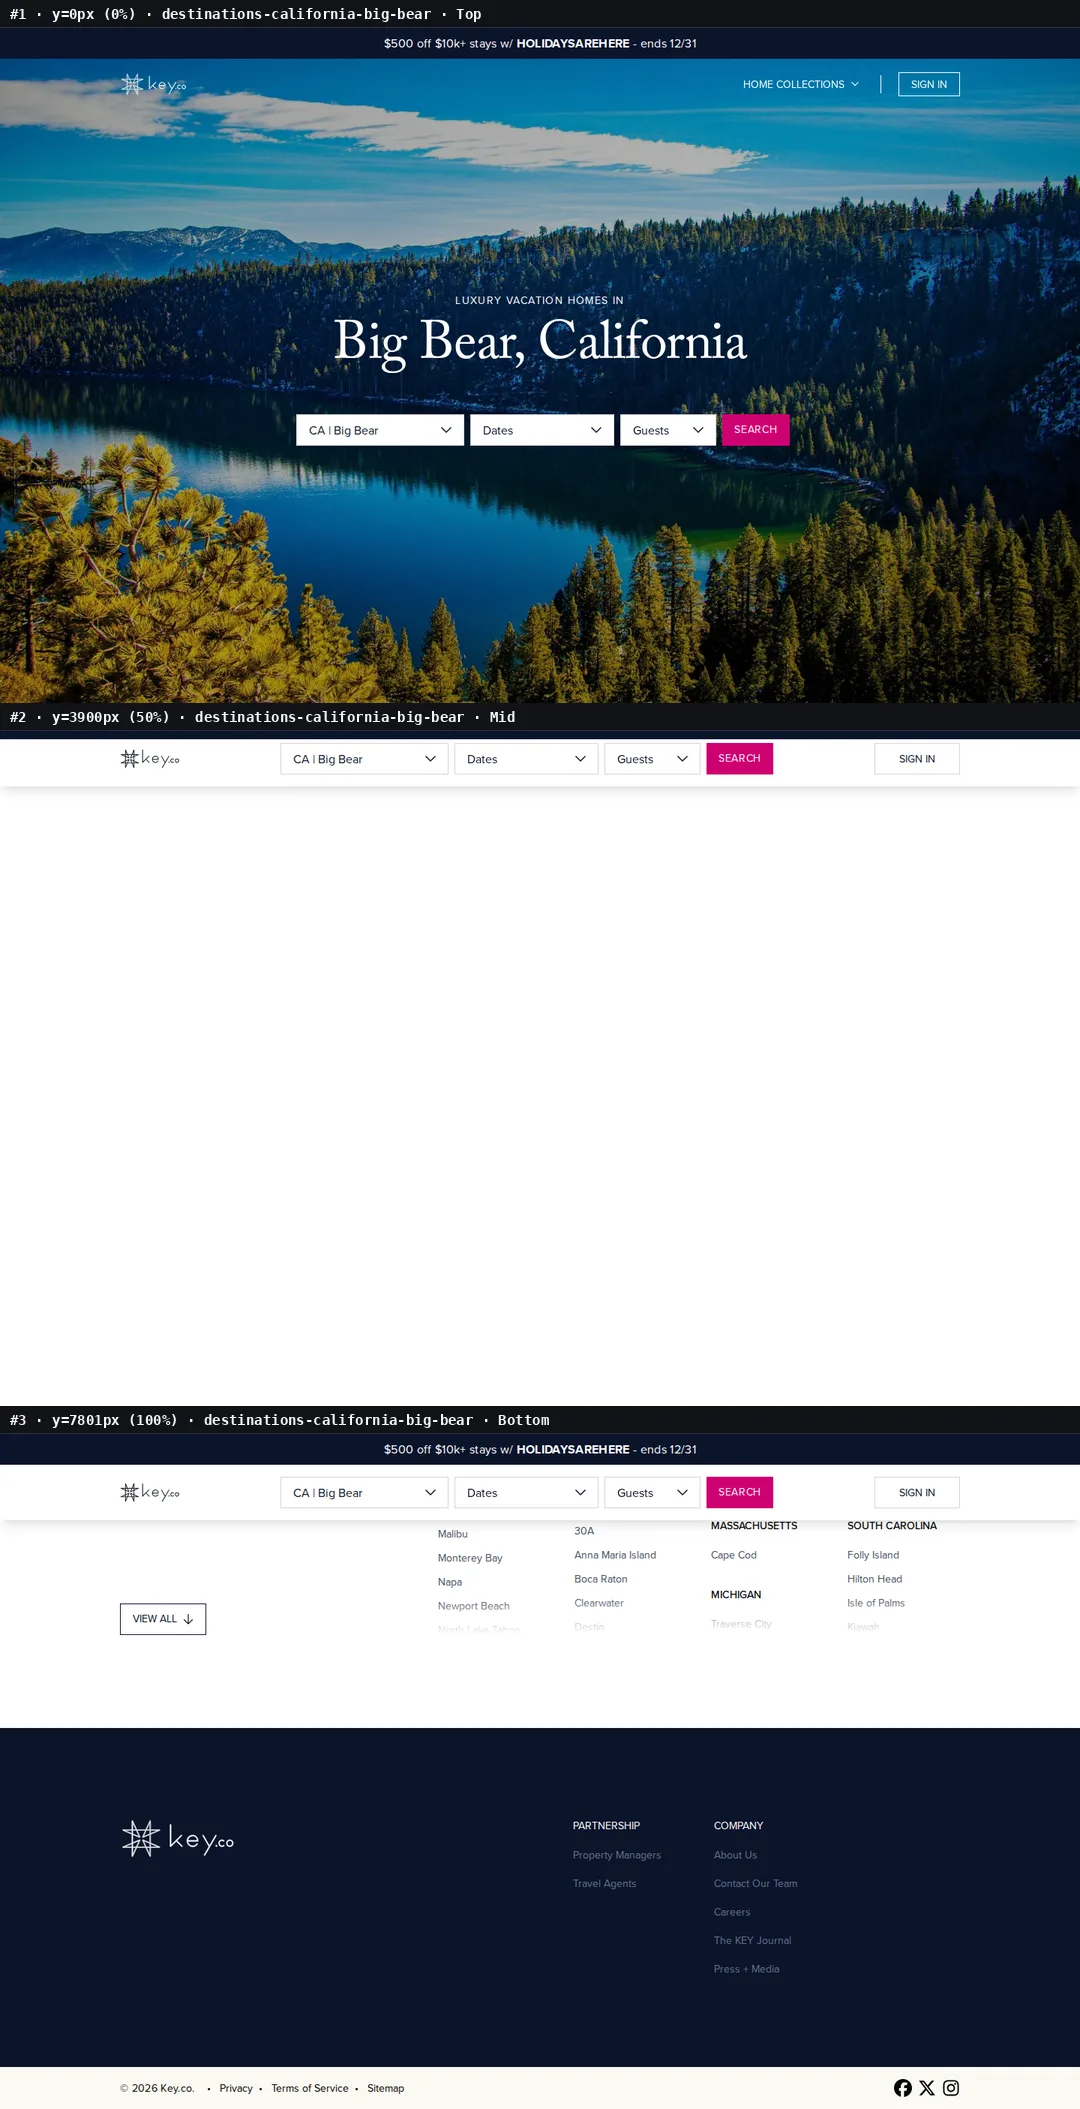 #1 · y=0px (0%) · destinations-california-big-bear · Top
$500 off $10k+ stays w/ HOLIDAYSAREHERE - ends 12/31
key.co
HOME COLLECTIONS
SIGN IN
LUXURY VACATION HOMES IN
Big Bear, California
CA | Big Bear
Dates
Guests
SEARCH
#2 · y=3900px (50%) · destinations-california-big-bear · Mid
key.co
CA | Big Bear
Dates
Guests
SEARCH
SIGN IN
#3 · y=7801px (100%) · destinations-california-big-bear · Bottom
$500 off $10k+ stays w/ HOLIDAYSAREHERE - ends 12/31
key.co
CA | Big Bear
Dates
Guests
SEARCH
SIGN IN
VIEW ALL
Malibu
Monterey Bay
Napa
Newport Beach
North Lake Tahoe
30A
Anna Maria Island
Boca Raton
Clearwater
Destin
MASSACHUSETTS
Cape Cod
MICHIGAN
Traverse City
SOUTH CAROLINA
Folly Island
Hilton Head
Isle of Palms
Kiawah
key.co
PARTNERSHIP
Property Managers
Travel Agents
COMPANY
About Us
Contact Our Team
Careers
The KEY Journal
Press + Media
© 2026 Key.co. • Privacy • Terms of Service • Sitemap